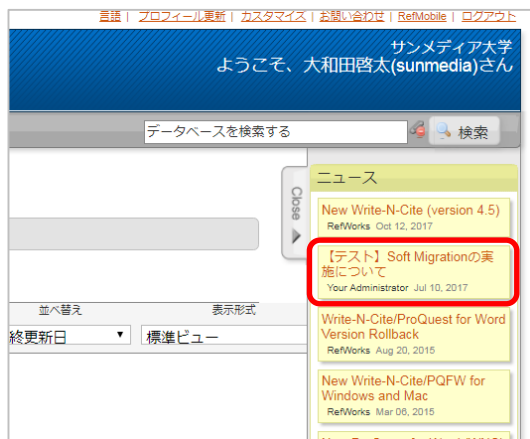 言語 | プロフィール更新 | カスタマイズ | お問い合わせ | RefMobile | ログアウト
サンメディア大学
ようこそ、大和田啓太(sunmedia)さん
データベースを検索する
検索
Close
ニュース
New Write-N-Cite (version 4.5)
RefWorks Oct 12, 2017
【テスト】Soft Migrationの実
施について
Your Administrator Jul 10, 2017
並べ替え
表示形式
終更新日
標準ビュー
Write-N-Cite/ProQuest for Word
Version Rollback
RefWorks Aug 20, 2015
New Write-N-Cite/PQFW for
Windows and Mac
RefWorks Mar 06, 2015